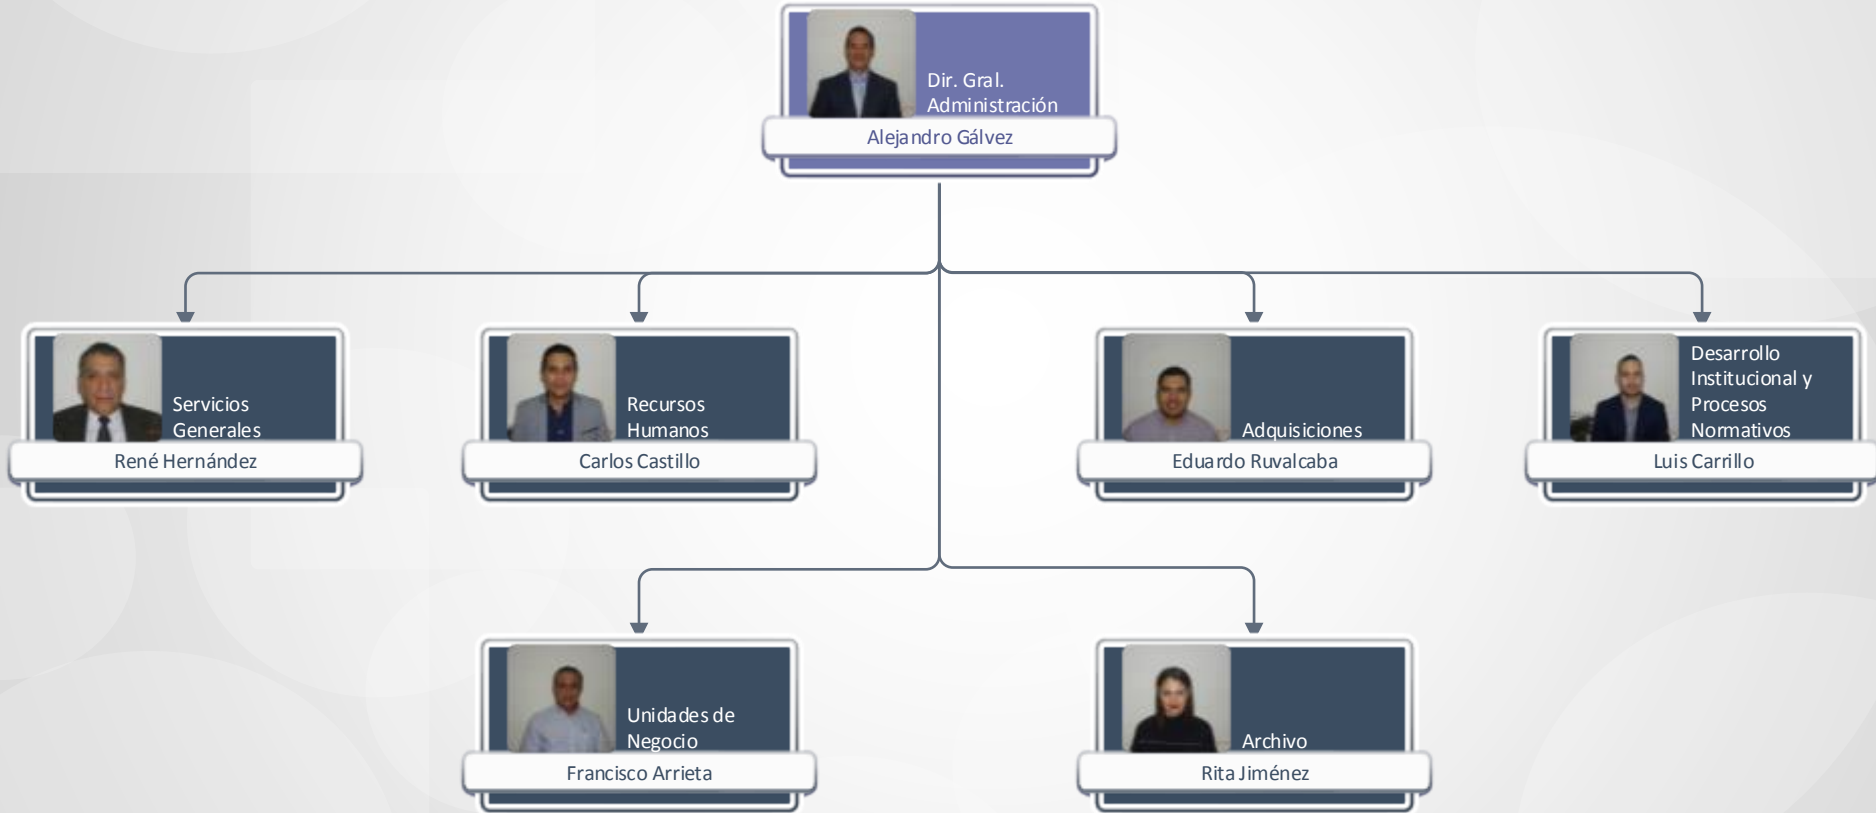 Dir. Gral.
Administración
Alejandro Gálvez
Servicios
Generales
René Hernández
Recursos
Humanos
Carlos Castillo
Adquisiciones
Eduardo Ruvalcaba
Desarrollo
Institucional y
Procesos
Normativos
Luis Carrillo
Unidades de
Negocio
Francisco Arrieta
Archivo
Rita Jiménez